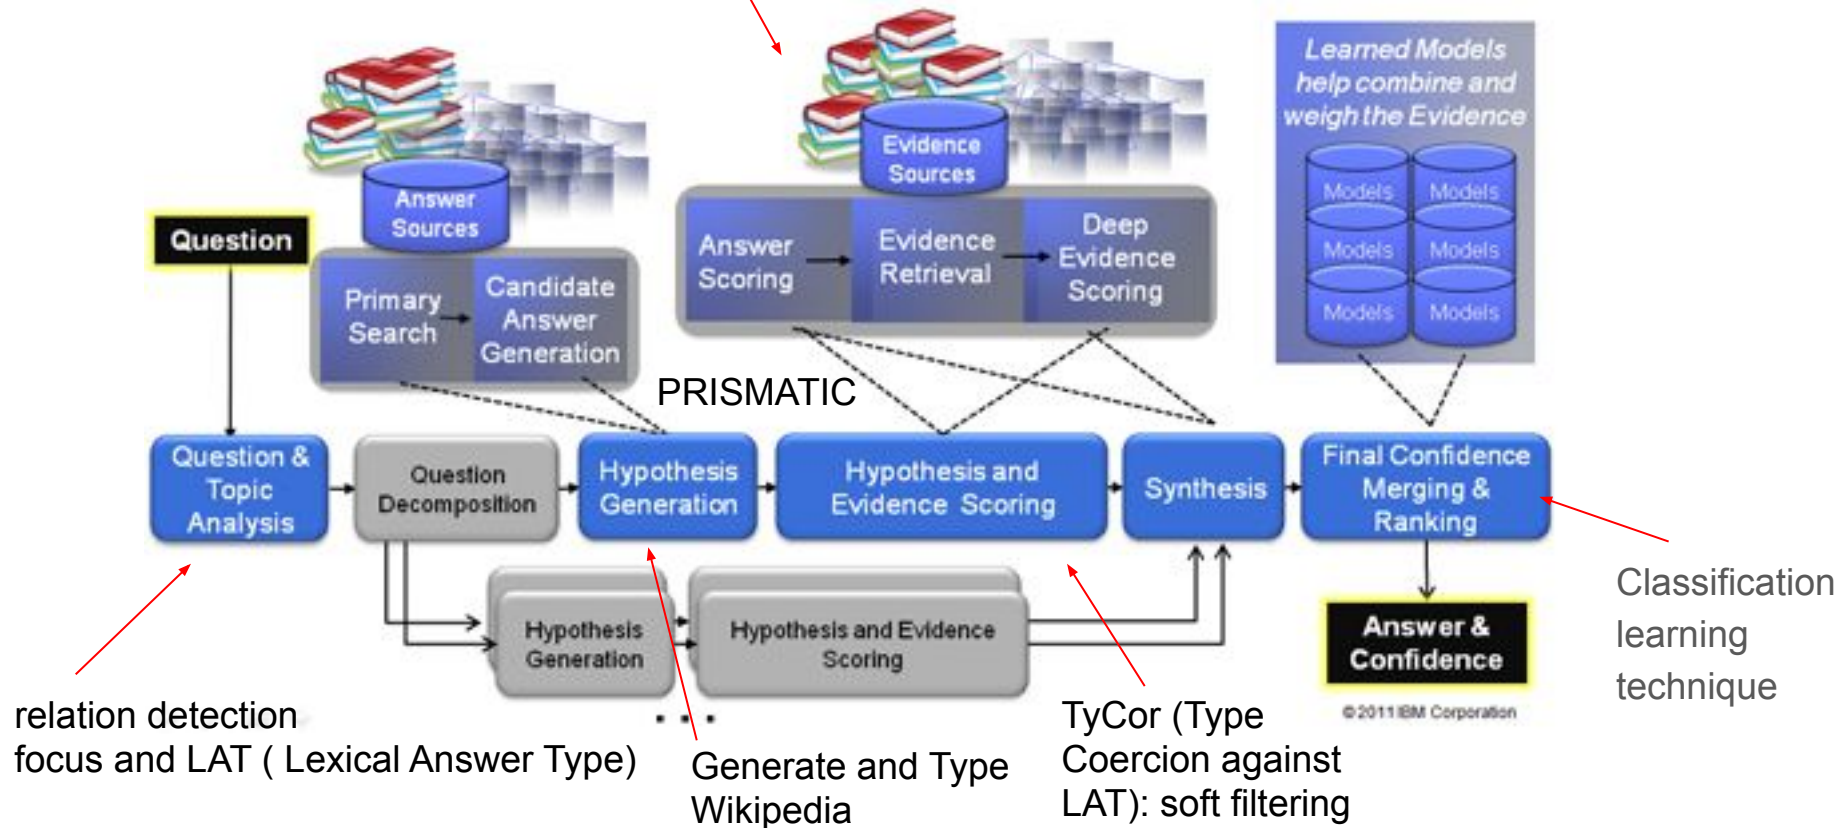 Learned Models
help combine and
weigh the Evidence
Evidence
Sources
Models
Models
Answer
Sources
Question
Deep
Evidence
Scoring
Answer
Scoring
Evidence
Retrieval
Models
Models
Candidate
Answer
Generation
Primary
Search
Models
Models
PRISMATIC
Question &
Topic
Analysis
Question
Decomposition
Hypothesis
Generation
Hypothesis and
Evidence Scoring
Synthesis
Final Confidence
Merging &
Ranking
Hypothesis
Generation
Hypothesis and Evidence
Scoring
. . .
Answer &
Confidence
©2011 IBM Corporation
Classification
learning
technique
relation detection
focus and LAT ( Lexical Answer Type)
Generate and Type
Wikipedia
TyCor (Type
Coercion against
LAT): soft filtering